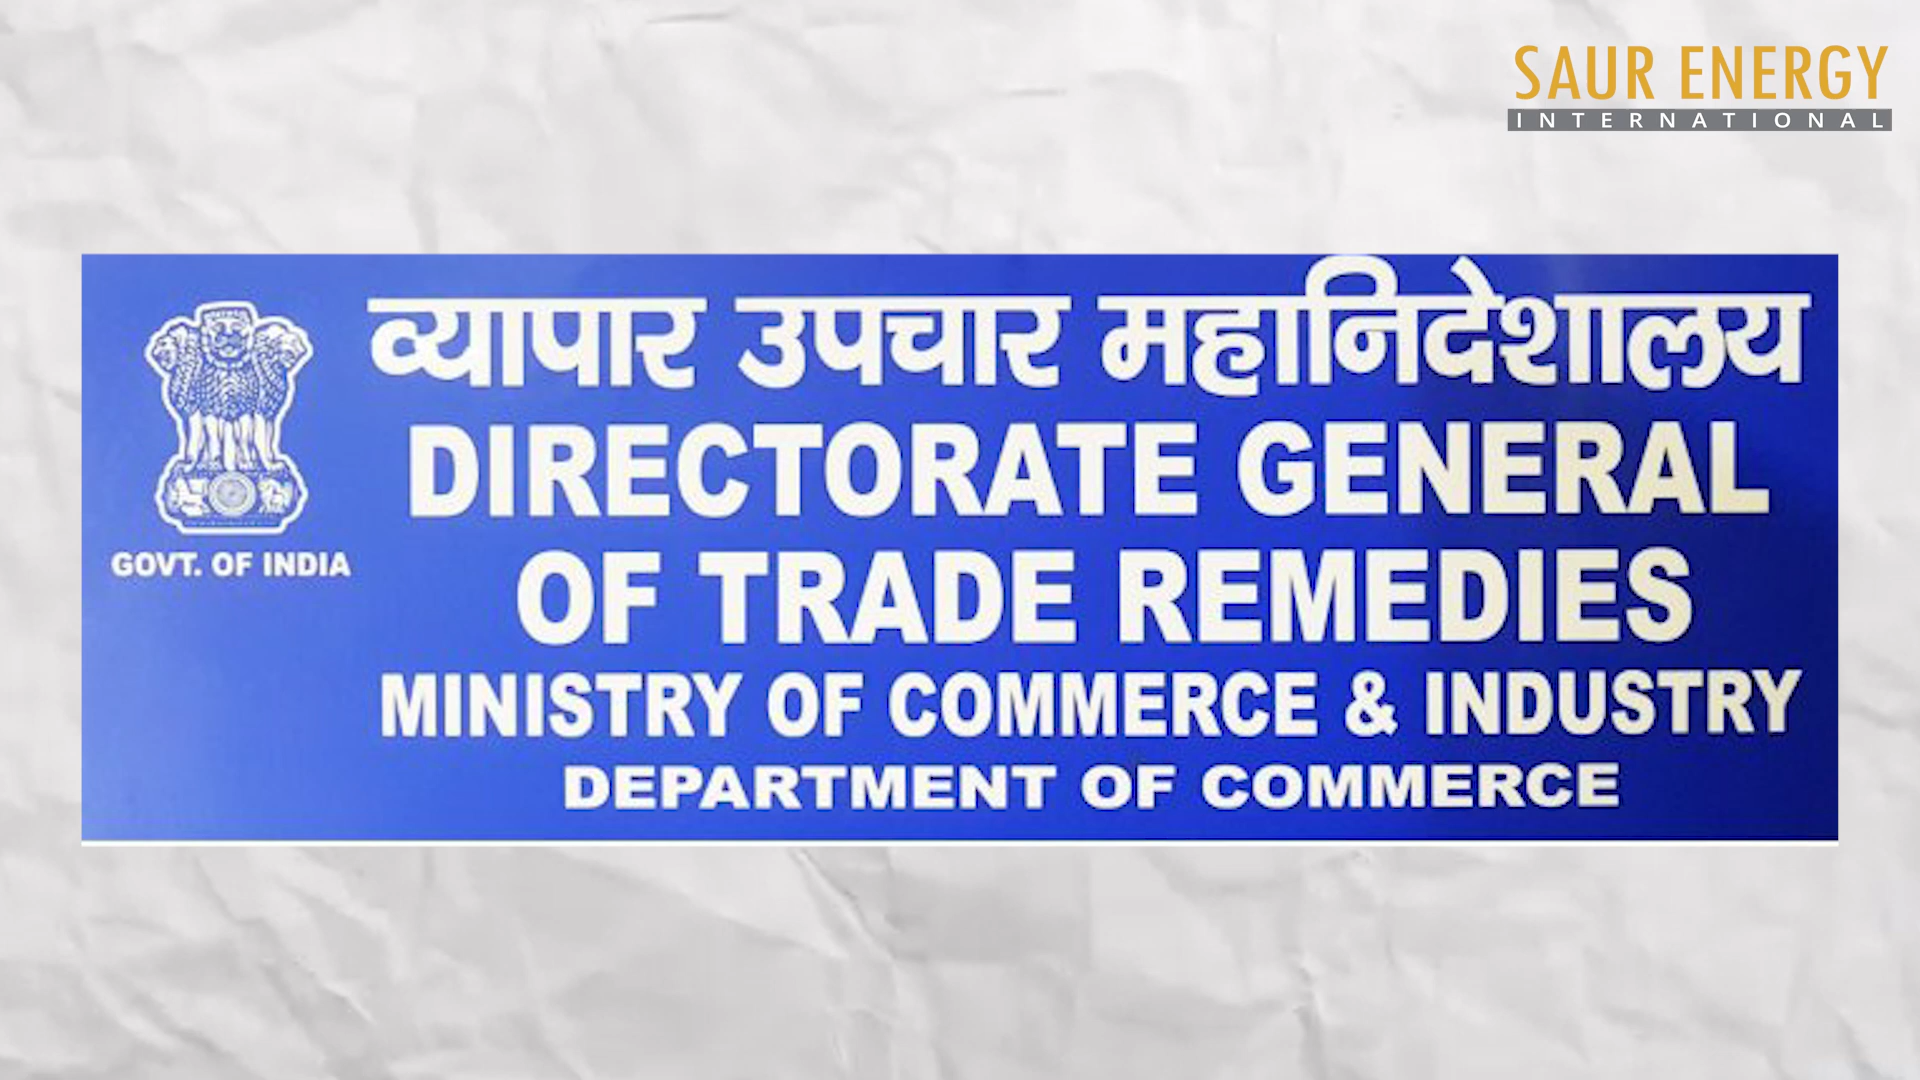 SAUR ENERGY
INTERNATIONAL
व्यापार उपचार महानिदेशालय
DIRECTORATE GENERAL
OF TRADE REMEDIES
MINISTRY OF COMMERCE & INDUSTRY
DEPARTMENT OF COMMERCE
GOVT. OF INDIA